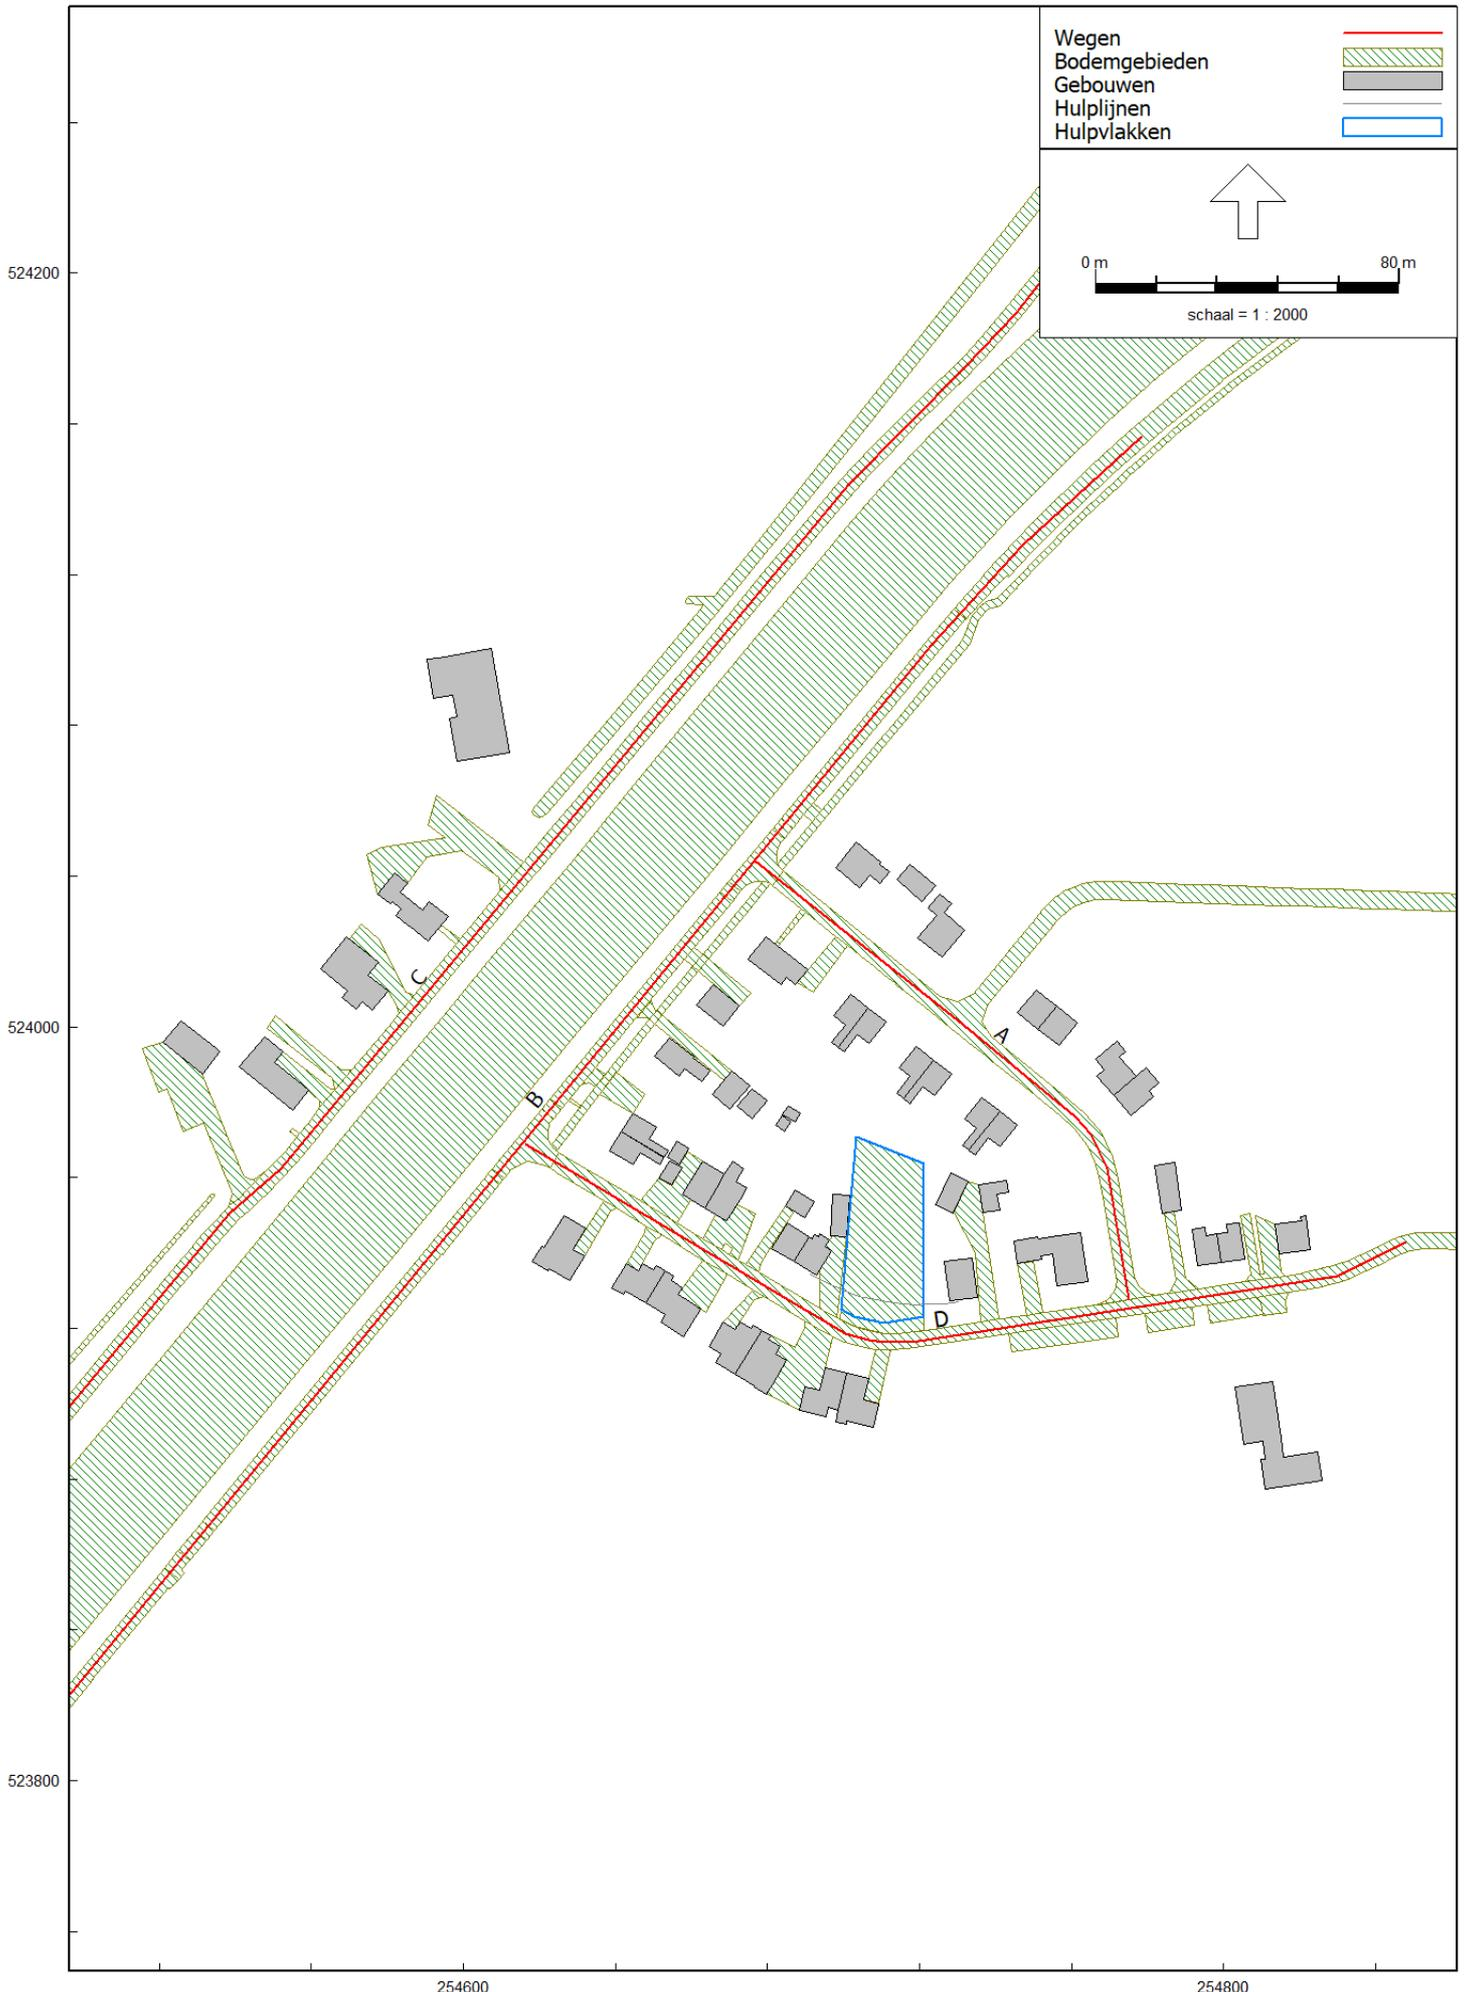 Wegen
Bodemgebieden
Gebouwen
Hulplijnen
Hulpvlakken
0 m 80 m
schaal = 1 : 2000
524200
C
524000
A
B
D
523800
254600 254800